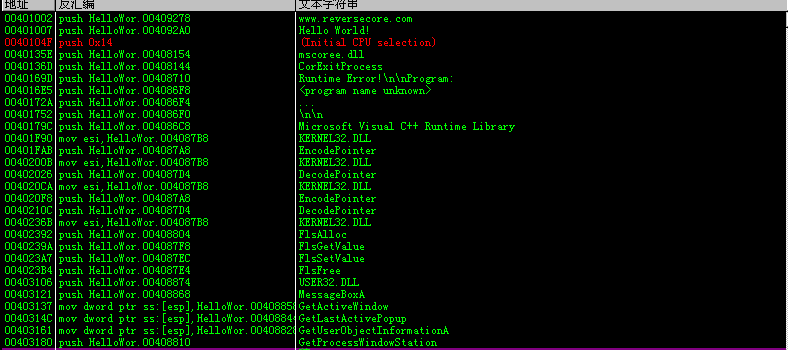 地址 反汇编 文本字符串
00401002 push HelloWor.00409278 www.reversecore.com
00401007 push HelloWor.004092A0 Hello World!
0040104F push 0x14 (Initial CPU selection)
0040135E push HelloWor.00408154 mscoree.dll
0040136D push HelloWor.00408144 CorExitProcess
0040169D push HelloWor.00408710 Runtime Error!\n\nProgram:
004016E5 push HelloWor.004086F8 <program name unknown>
0040172A push HelloWor.004086F4 ...
00401752 push HelloWor.004086F0 \n\n
0040179C push HelloWor.004086C8 Microsoft Visual C++ Runtime Library
00401F90 mov esi,HelloWor.004087B8 KERNEL32.DLL
00401FAB push HelloWor.004087A8 EncodePointer
0040200B mov esi,HelloWor.004087B8 KERNEL32.DLL
00402026 push HelloWor.004087D4 DecodePointer
004020CA mov esi,HelloWor.004087B8 KERNEL32.DLL
004020F8 push HelloWor.004087A8 EncodePointer
0040210C push HelloWor.004087D4 DecodePointer
0040236B mov esi,HelloWor.004087B8 KERNEL32.DLL
00402392 push HelloWor.00408804 FlsAlloc
0040239A push HelloWor.004087F8 FlsGetValue
004023A7 push HelloWor.004087EC FlsSetValue
004023B4 push HelloWor.004087E4 FlsFree
00403106 push HelloWor.00408874 USER32.DLL
00403121 push HelloWor.00408868 MessageBoxA
00403137 mov dword ptr ss:[esp],HelloWor.00408858 GetActiveWindow
0040314C mov dword ptr ss:[esp],HelloWor.00408844 GetLastActivePopup
00403161 mov dword ptr ss:[esp],HelloWor.00408828 GetUserObjectInformationA
00403180 push HelloWor.00408810 GetProcessWindowStation